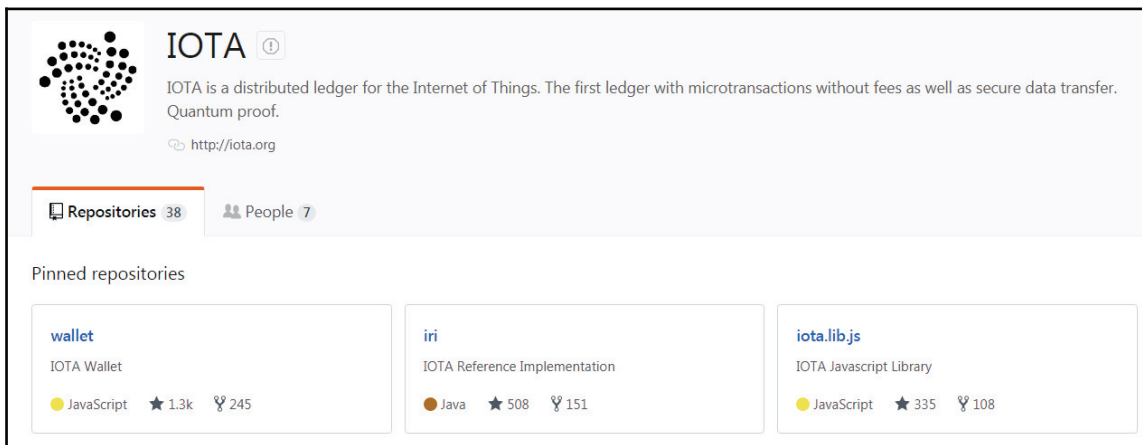 IOTA
IOTA is a distributed ledger for the Internet of Things. The first ledger with microtransactions without fees as well as secure data transfer.
Quantum proof.
http://iota.org
Repositories 38 People 7
Pinned repositories
wallet
IOTA Wallet
JavaScript 1.3k 245
iri
IOTA Reference Implementation
Java 508 151
iota.lib.js
IOTA Javascript Library
JavaScript 335 108